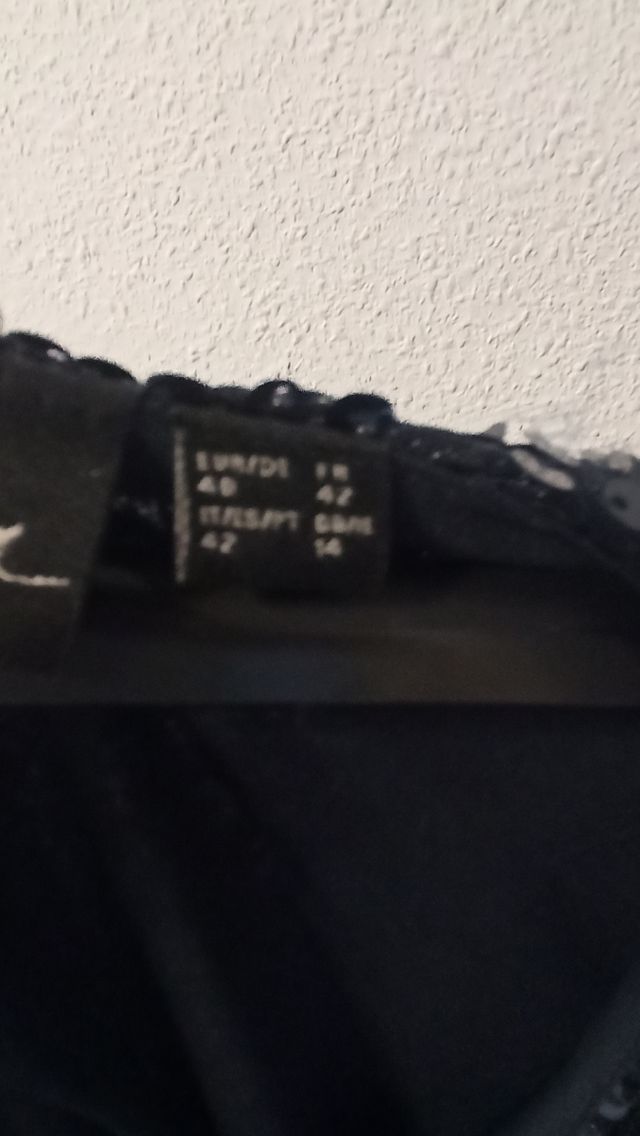 EUR/DE FR
40 42
IT/ES/PT GB/IE
42 14